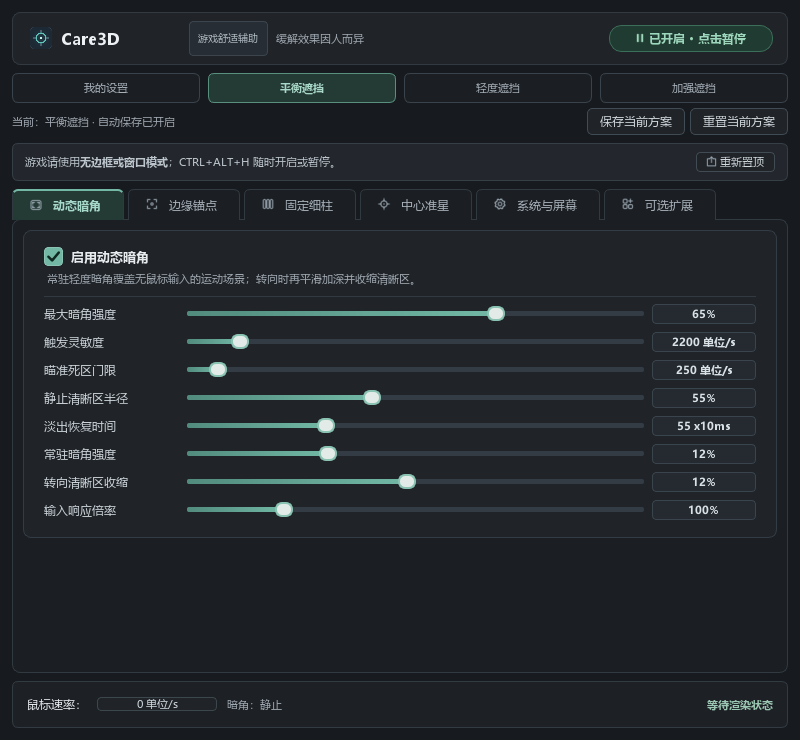 Care3D 游戏舒适辅助 缓解效果因人而异 已开启 · 点击暂停
我的设置 平衡遮挡 轻度遮挡 加强遮挡
当前：平衡遮挡 · 自动保存已开启 保存当前方案 重置当前方案
游戏请使用无边框或窗口模式；CTRL+ALT+H 随时开启或暂停。 重新置顶
动态暗角 边缘锚点 固定细柱 中心准星 系统与屏幕 可选扩展
启用动态暗角
常驻轻度暗角覆盖无鼠标输入的运动场景；转向时再平滑加深并收缩清晰区。
最大暗角强度 65%
触发灵敏度 2200 单位/s
瞄准死区门限 250 单位/s
静止清晰区半径 55%
淡出恢复时间 55 x10ms
常驻暗角强度 12%
转向清晰区收缩 12%
输入响应倍率 100%
鼠标速率： 0 单位/s 暗角：静止 等待渲染状态